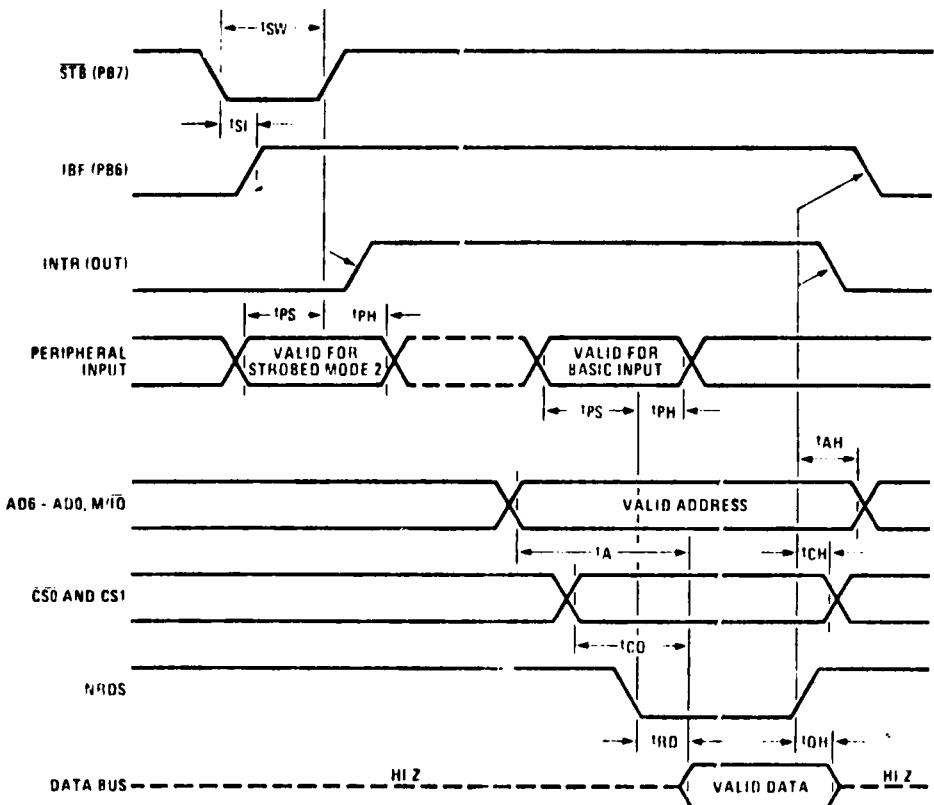 tSW
STB (PB7)
tSI
IBF (PB6)
INTR (OUT)
tPS tPH
PERIPHERAL INPUT
VALID FOR STROBED MODE 2
VALID FOR BASIC INPUT
tPS tPH
tAH
AD6 - AD0, M/IO
VALID ADDRESS
tA
tCH
CS0 AND CS1
tCO
NRDS
tRD
tDH
DATA BUS
HI Z
VALID DATA
HI Z